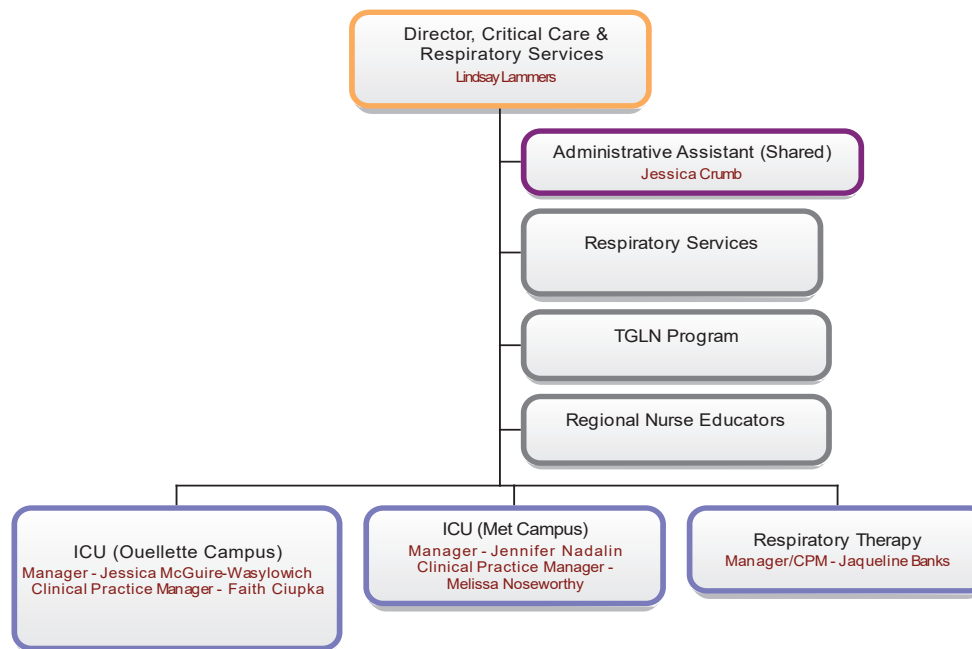 Director, Critical Care &
Respiratory Services
Lindsay Lammers
Administrative Assistant (Shared)
Jessica Crumb
Respiratory Services
TGLN Program
Regional Nurse Educators
ICU (Ouellette Campus)
Manager - Jessica McGuire-Wasylowich
Clinical Practice Manager - Faith Ciupka
ICU (Met Campus)
Manager - Jennifer Nadalin
Clinical Practice Manager -
Melissa Noseworthy
Respiratory Therapy
Manager/CPM - Jaqueline Banks